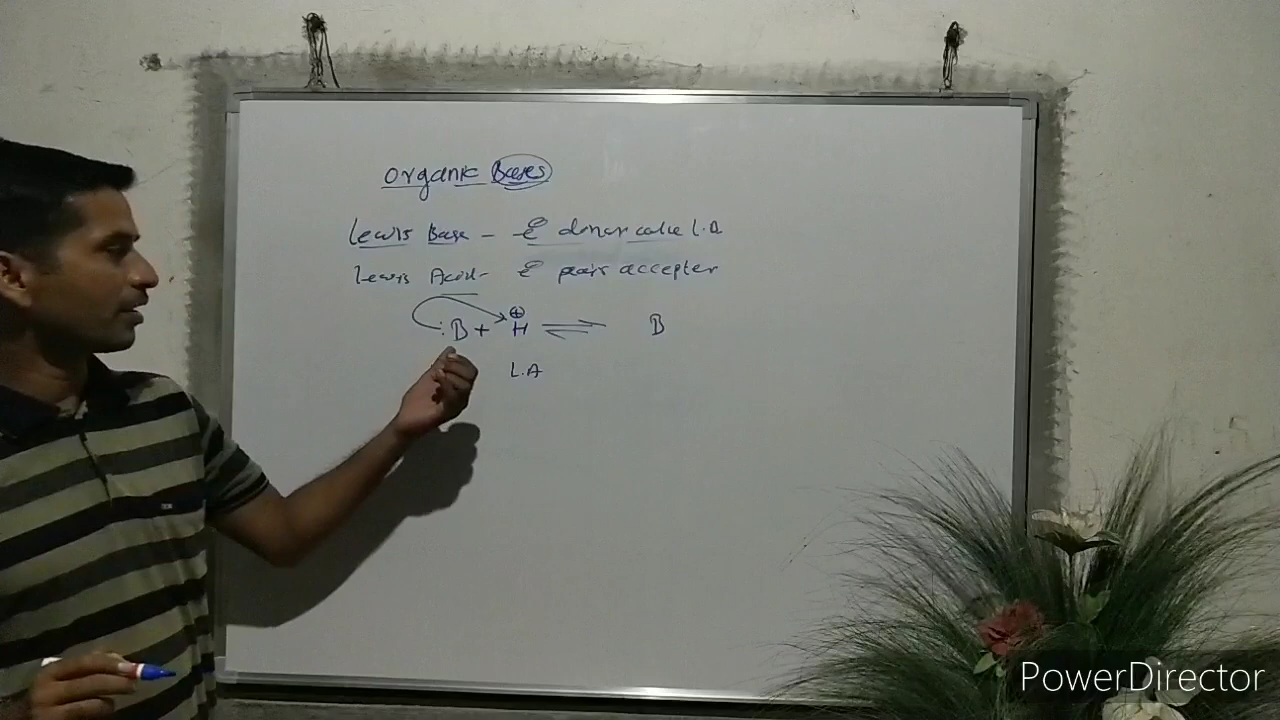 organic Bases
Lewis Base - e donor called L.A
Lewis Acid - e pair accepter
:B + H⊕ ⇌ B
L.A
PowerDirector